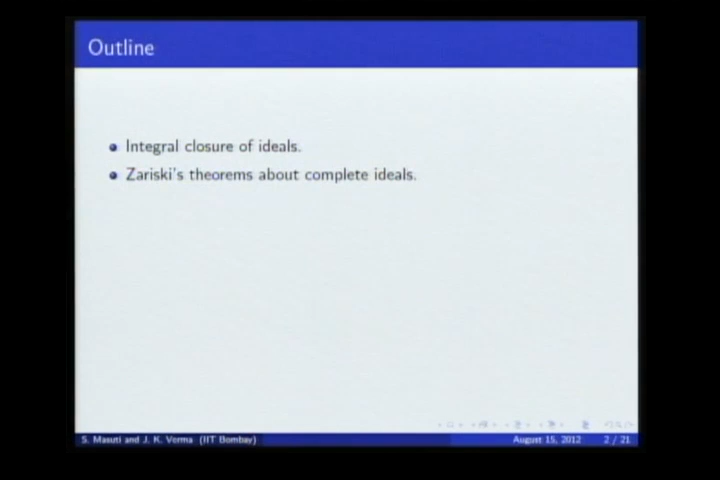 Outline
Integral closure of ideals.
Zariski's theorems about complete ideals.
S. Masuti and J. K. Verma (IIT Bombay) August 15, 2012 2 / 21